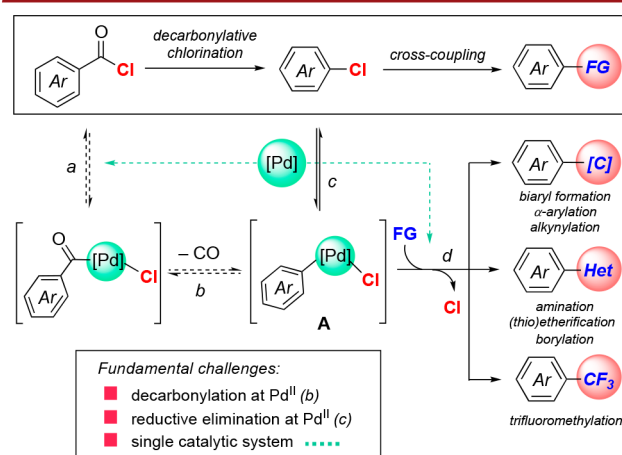 O
Cl
Ar
decarbonylative
chlorination
Ar
Cl
cross-coupling
Ar
FG
a
[Pd]
c
O
[Pd]
Cl
Ar
– CO
b
[Pd]
Ar
Cl
A
FG
d
Cl
Ar
[C]
biaryl formation
α-arylation
alkynylation
Ar
Het
amination
(thio)etherification
borylation
Ar
CF3
trifluoromethylation
Fundamental challenges:
decarbonylation at PdII (b)
reductive elimination at PdII (c)
single catalytic system